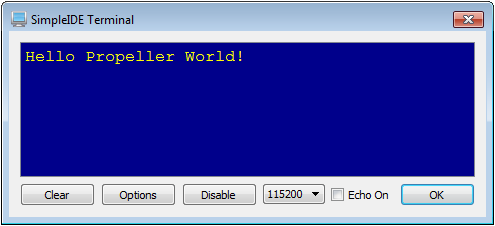 SimpleIDE Terminal
Hello Propeller World!
Clear Options Disable 115200 Echo On OK